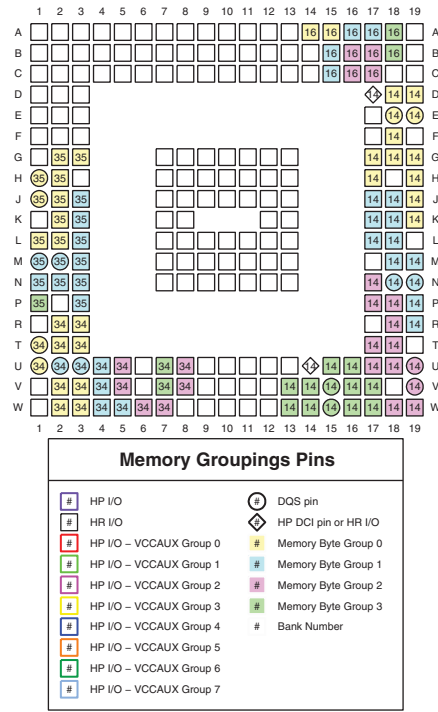 1 2 3 4 5 6 7 8 9 10 11 12 13 14 15 16 17 18 19
A 16 16 16 16 16 A
B 16 16 16 16 B
C 16 16 16 C
D 14 14 14 D
E 14 14 E
F 14 F
G 35 35 14 14 14 G
H 35 35 14 14 H
J 35 35 35 14 14 14 J
K 35 35 14 14 14 K
L 35 35 35 14 14 L
M 35 35 35 14 14 M
N 35 35 35 14 14 14 N
P 35 35 14 14 14 P
R 34 34 14 14 R
T 34 34 34 14 14 T
U 34 34 34 34 34 34 34 14 14 14 14 14 14 U
V 34 34 34 34 34 34 14 14 14 14 14 14 V
W 34 34 34 34 34 34 14 14 14 14 14 14 14 W
1 2 3 4 5 6 7 8 9 10 11 12 13 14 15 16 17 18 19
Memory Groupings Pins
# HP I/O
# HR I/O
# HP I/O – VCCAUX Group 0
# HP I/O – VCCAUX Group 1
# HP I/O – VCCAUX Group 2
# HP I/O – VCCAUX Group 3
# HP I/O – VCCAUX Group 4
# HP I/O – VCCAUX Group 5
# HP I/O – VCCAUX Group 6
# HP I/O – VCCAUX Group 7
# DQS pin
# HP DCI pin or HR I/O
# Memory Byte Group 0
# Memory Byte Group 1
# Memory Byte Group 2
# Memory Byte Group 3
# Bank Number